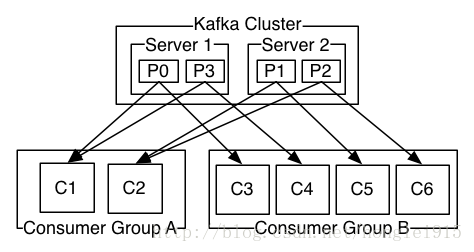 Kafka Cluster
Server 1 Server 2
P0 P3 P1 P2
C1 C2 C3 C4 C5 C6
Consumer Group A Consumer Group B